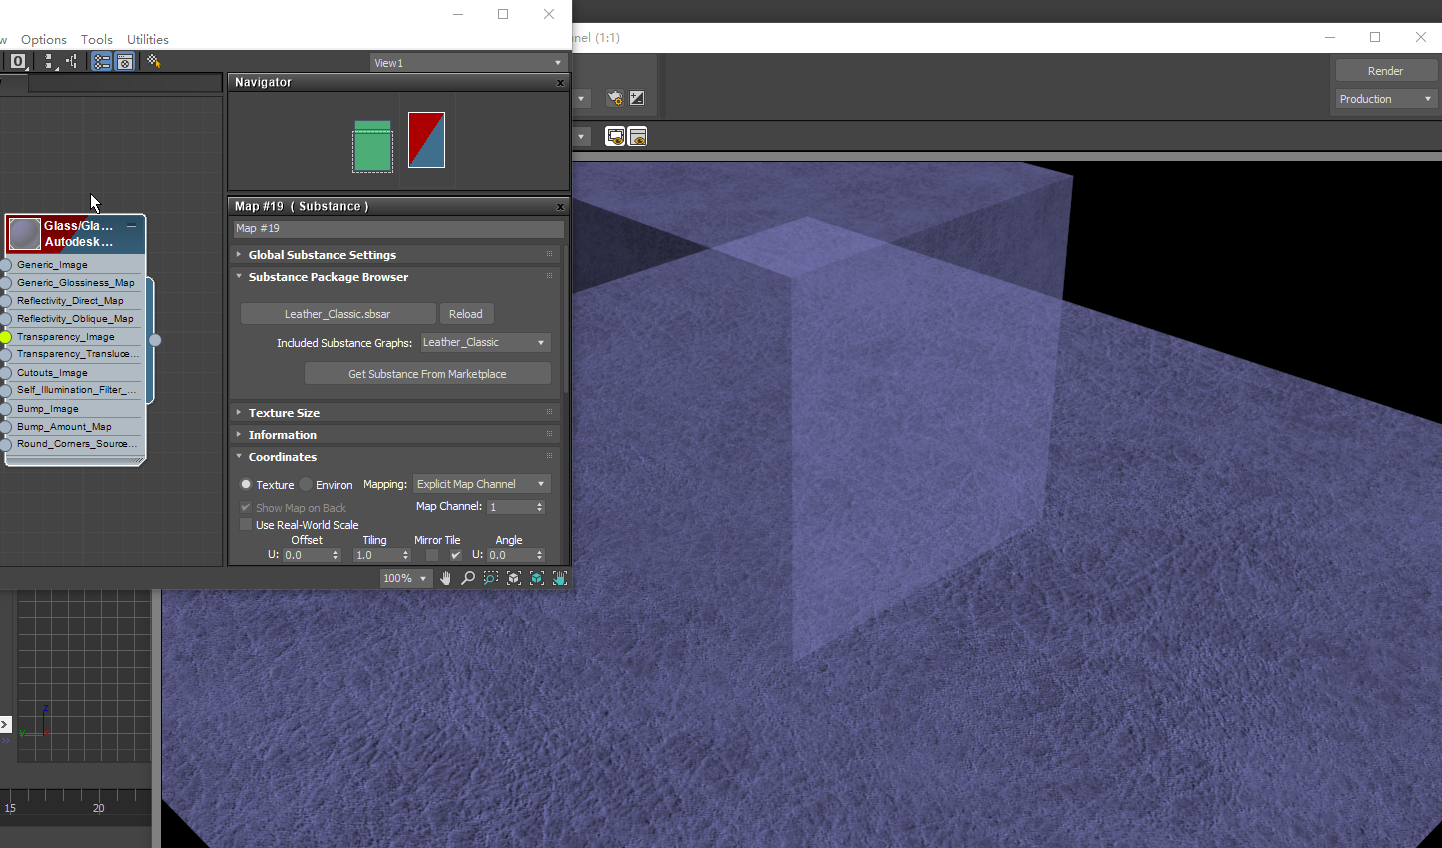 nel (1:1)
w Options Tools Utilities
0
View1
Render
Production
Navigator
x
Map #19 ( Substance )
x
Map #19
Glass/Gla...
Autodesk...
Generic_Image
Generic_Glossiness_Map
Reflectivity_Direct_Map
Reflectivity_Oblique_Map
Transparency_Image
Transparency_Transluce...
Cutouts_Image
Self_Illumination_Filter_...
Bump_Image
Bump_Amount_Map
Round_Corners_Source...
Global Substance Settings
Substance Package Browser
Leather_Classic.sbsar
Reload
Included Substance Graphs: Leather_Classic
Get Substance From Marketplace
Texture Size
Information
Coordinates
Texture Environ Mapping: Explicit Map Channel
Show Map on Back Map Channel: 1
Use Real-World Scale
Offset Tiling Mirror Tile Angle
U: 0.0 1.0 U: 0.0
100%
z
y
x
15 20